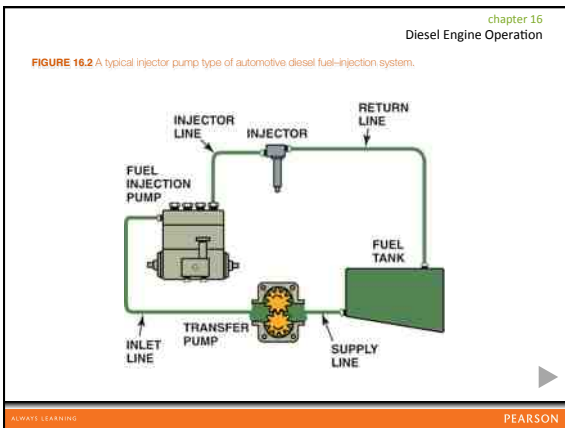 chapter 16
Diesel Engine Operation
FIGURE 16.2 A typical injector pump type of automotive diesel fuel–injection system.
RETURN
LINE
INJECTOR
LINE
INJECTOR
FUEL
INJECTION
PUMP
FUEL
TANK
TRANSFER
PUMP
INLET
LINE
SUPPLY
LINE
ALWAYS LEARNING
PEARSON